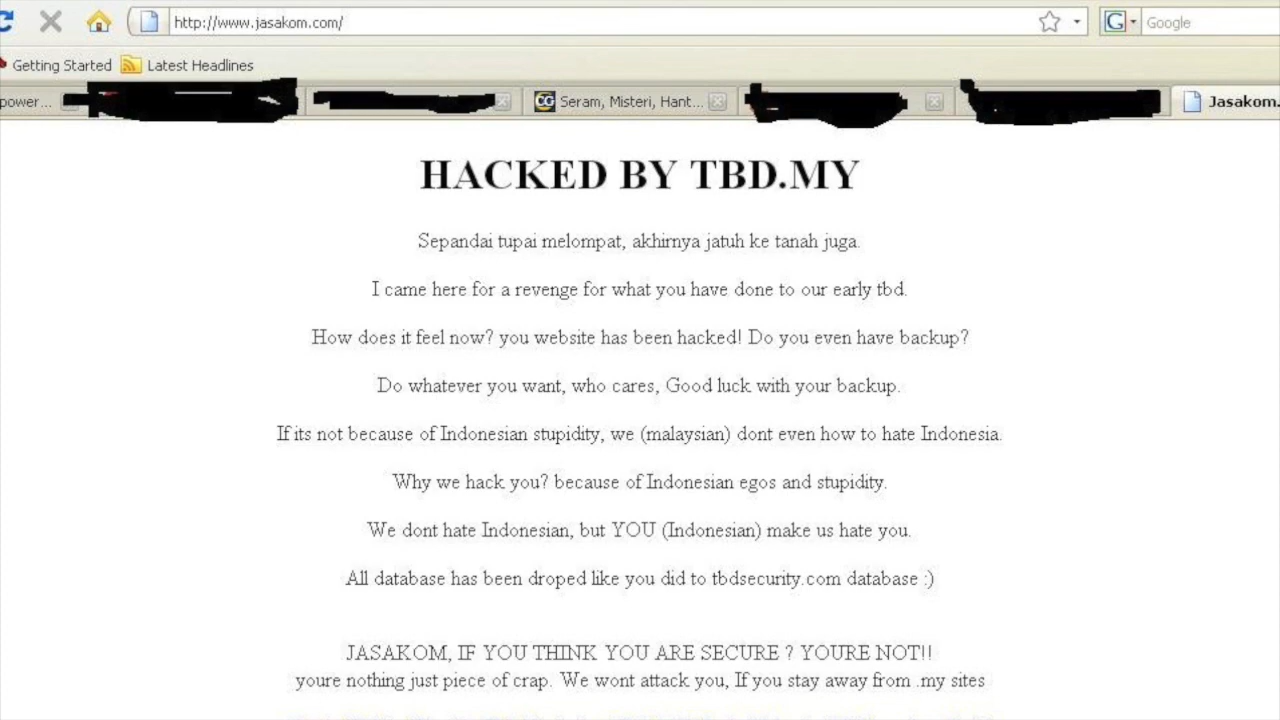 http://www.jasakom.com/
G Google
Getting Started Latest Headlines
power... CG Seram, Misteri, Hant... Jasakom.
HACKED BY TBD.MY
Sepandai tupai melompat, akhirnya jatuh ke tanah juga.
I came here for a revenge for what you have done to our early tbd.
How does it feel now? you website has been hacked! Do you even have backup?
Do whatever you want, who cares, Good luck with your backup.
If its not because of Indonesian stupidity, we (malaysian) dont even how to hate Indonesia.
Why we hack you? because of Indonesian egos and stupidity.
We dont hate Indonesian, but YOU (Indonesian) make us hate you.
All database has been droped like you did to tbdsecurity.com database :)
JASAKOM, IF YOU THINK YOU ARE SECURE ? YOURE NOT!!
youre nothing just piece of crap. We wont attack you, If you stay away from .my sites